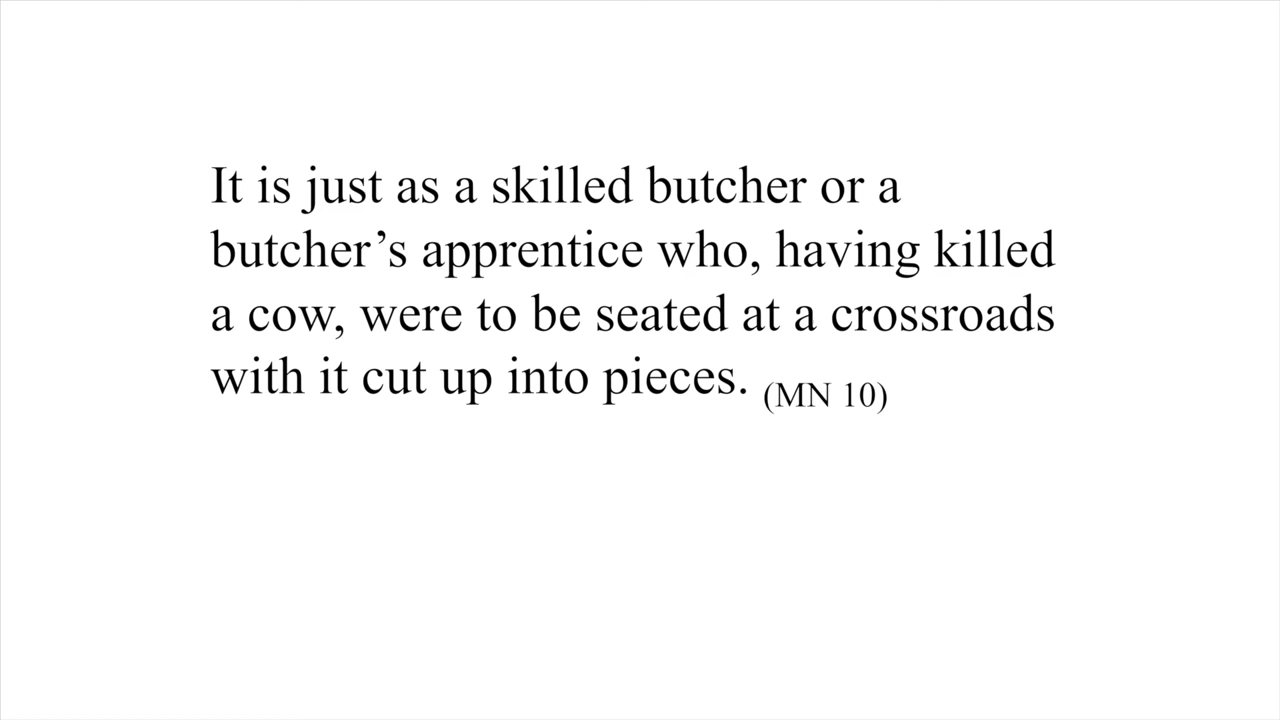 It is just as a skilled butcher or a
butcher’s apprentice who, having killed
a cow, were to be seated at a crossroads
with it cut up into pieces. (MN 10)